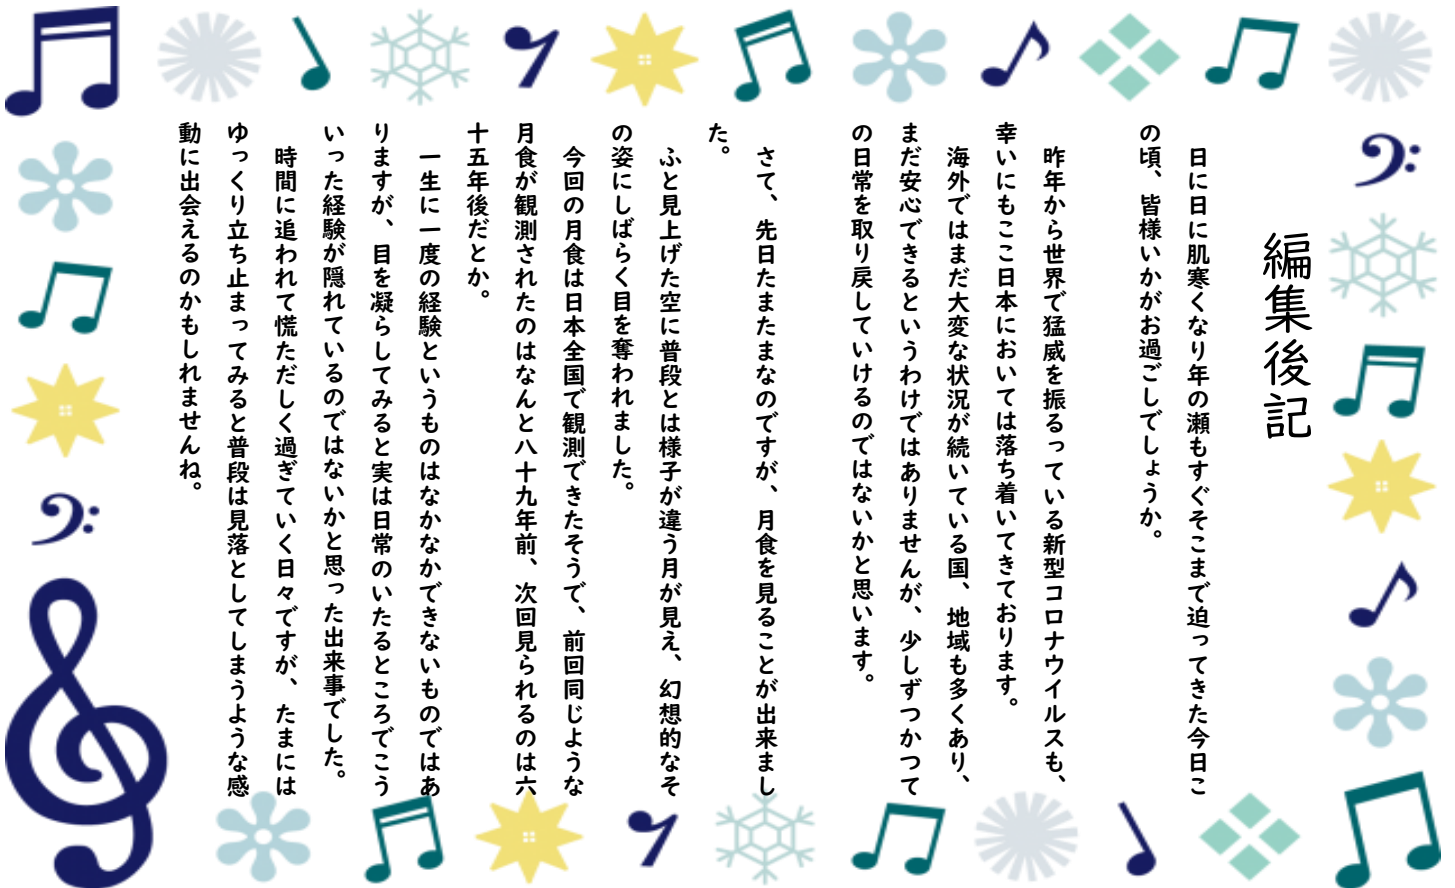 編集後記
日に日に肌寒くなり年の瀬もすぐそこまで迫ってきた今日こ
の頃、皆様いかがお過ごしでしょうか。
昨年から世界で猛威を振るっている新型コロナウイルスも、
幸いにもここ日本においては落ち着いてきております。
海外ではまだ大変な状況が続いている国、地域も多くあり、
まだ安心できるというわけではありませんが、少しずつかつて
の日常を取り戻していけるのではないかと思います。
さて、先日たまたまなのですが、月食を見ることが出来まし
た。
ふと見上げた空に普段とは様子が違う月が見え、幻想的なそ
の姿にしばらく目を奪われました。
今回の月食は日本全国で観測できたそうで、前回同じような
月食が観測されたのはなんと八十九年前、次回見られるのは六
十五年後だとか。
一生に一度の経験というものはなかなかできないものではあ
りますが、目を凝らしてみると実は日常のいたるところでこう
いった経験が隠れているのではないかと思った出来事でした。
時間に追われて慌ただしく過ぎていく日々ですが、たまには
ゆっくり立ち止まってみると普段は見落としてしまうような感
動に出会えるのかもしれませんね。